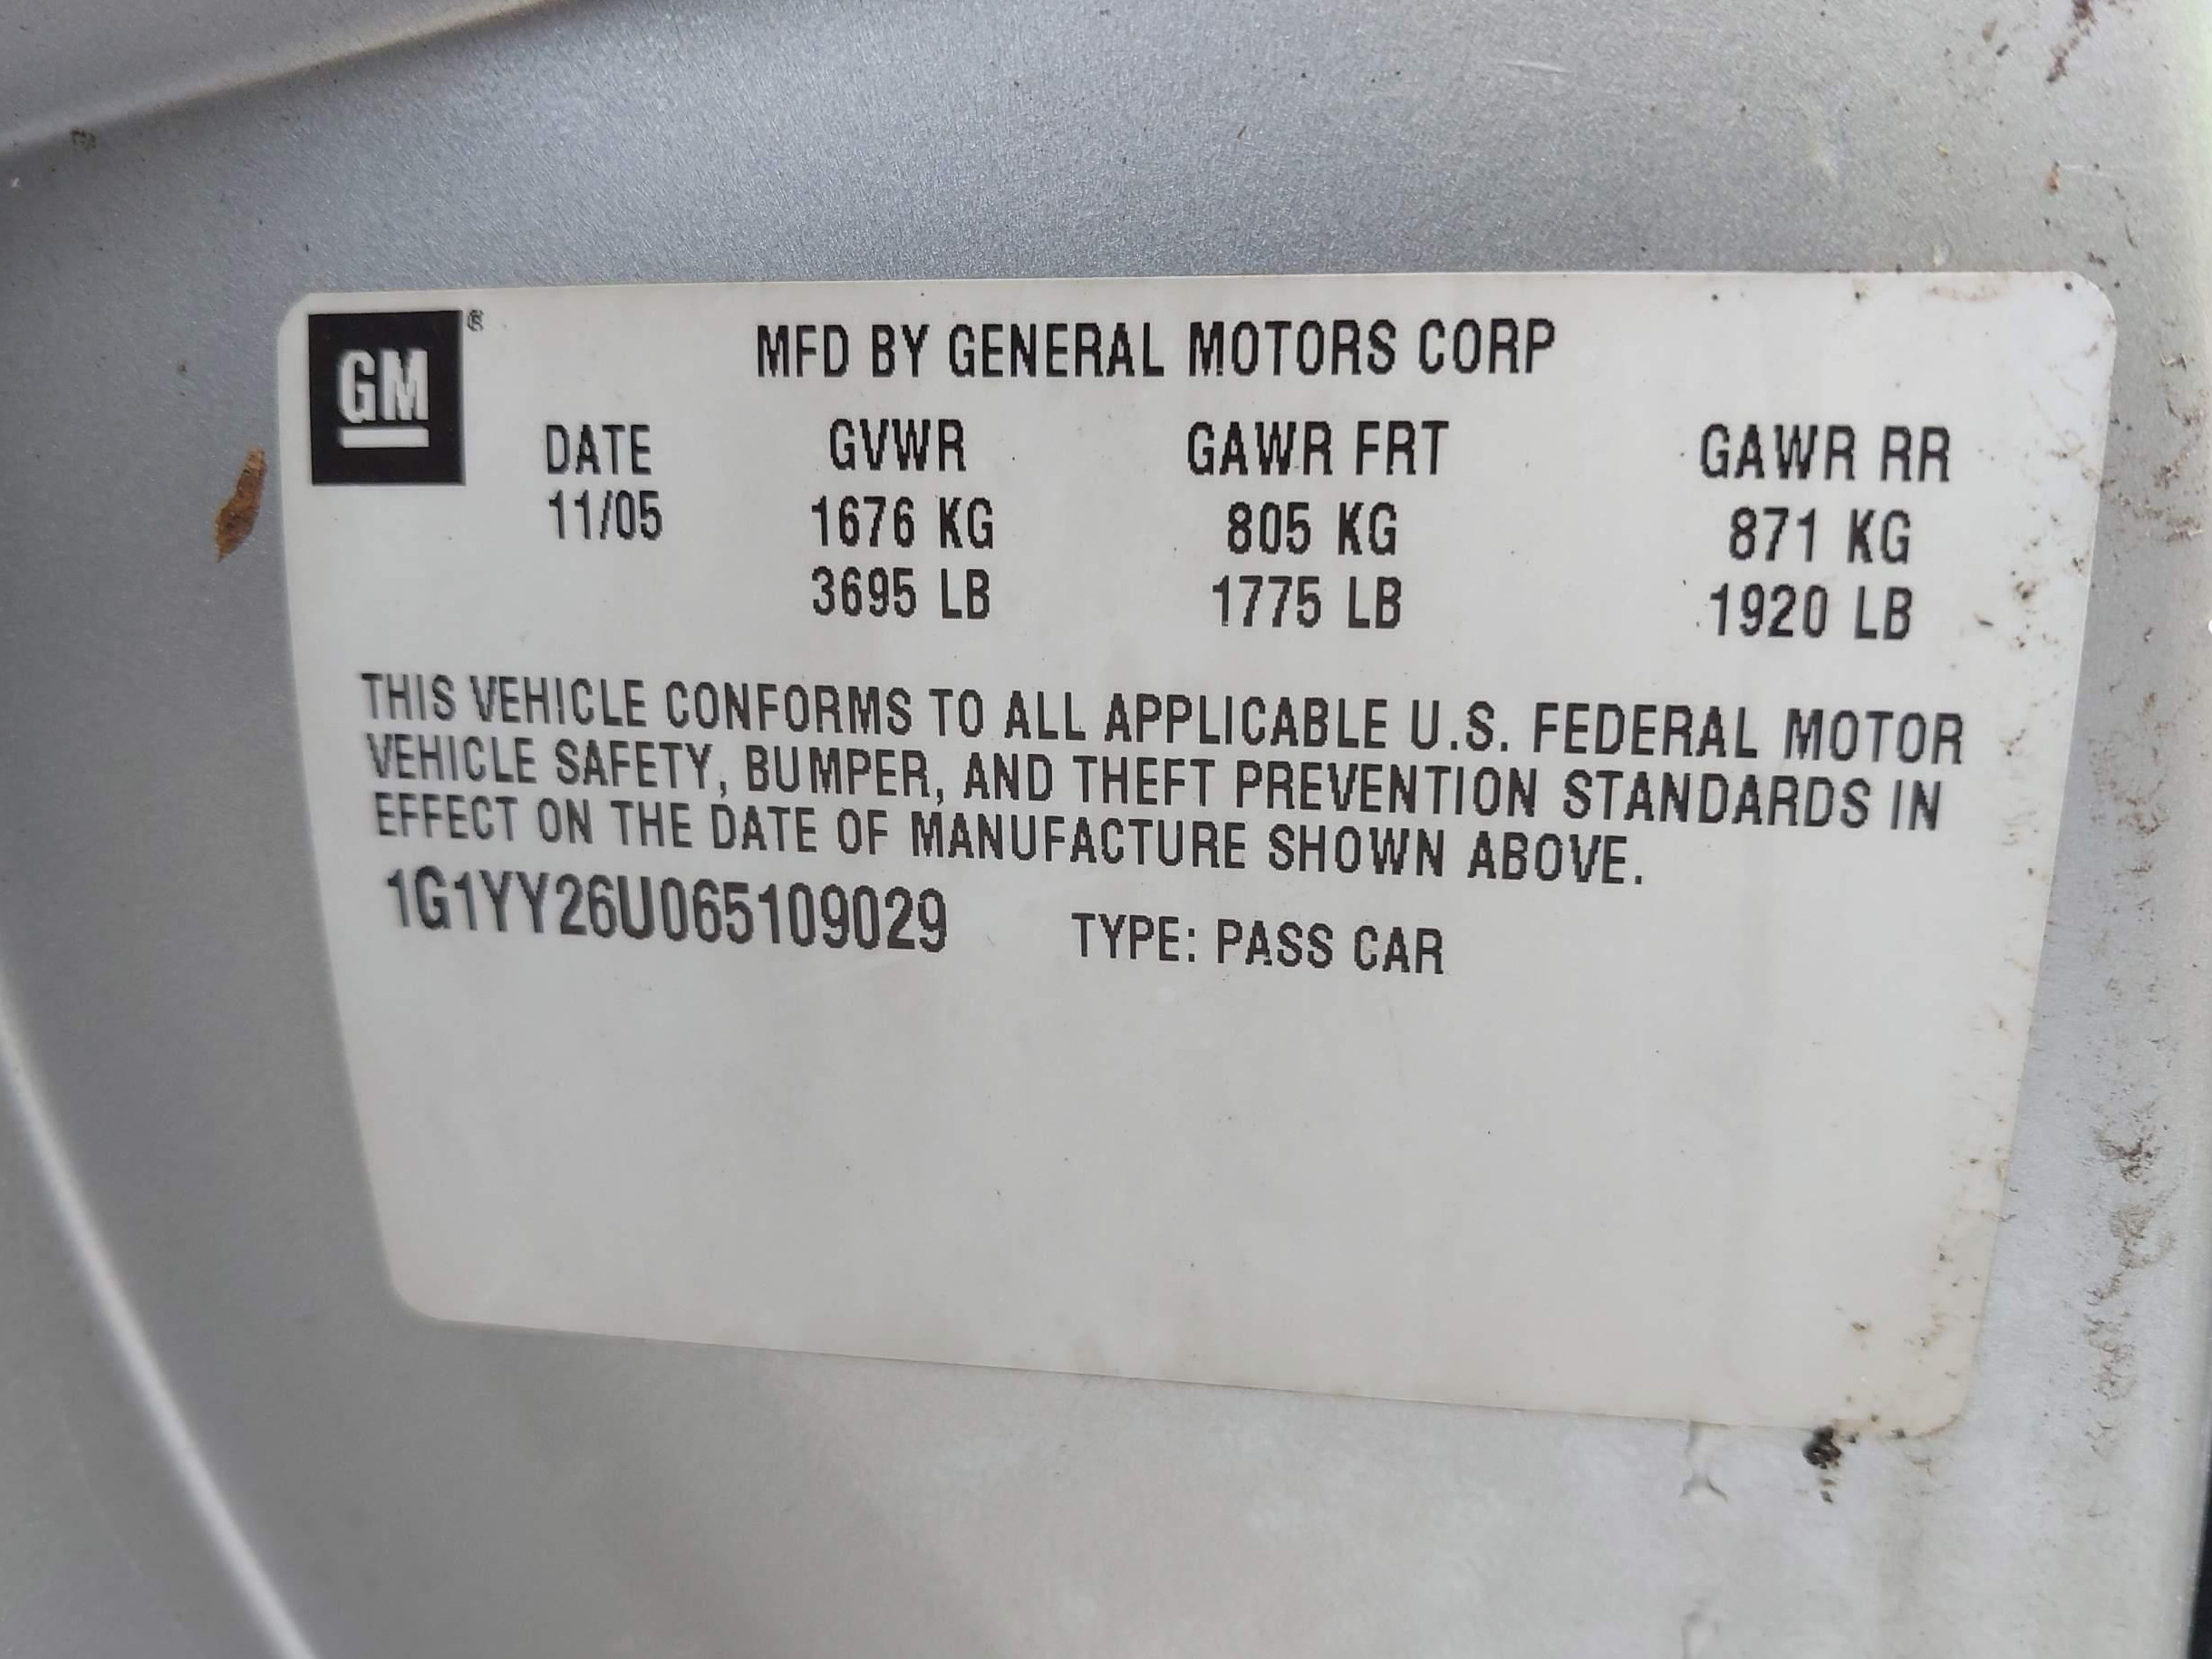 GM ®
MFD BY GENERAL MOTORS CORP
DATE GVWR GAWR FRT GAWR RR
11/05 1676 KG 805 KG 871 KG
3695 LB 1775 LB 1920 LB
THIS VEHICLE CONFORMS TO ALL APPLICABLE U.S. FEDERAL MOTOR
VEHICLE SAFETY, BUMPER, AND THEFT PREVENTION STANDARDS IN
EFFECT ON THE DATE OF MANUFACTURE SHOWN ABOVE.
1G1YY26U065109029 TYPE: PASS CAR